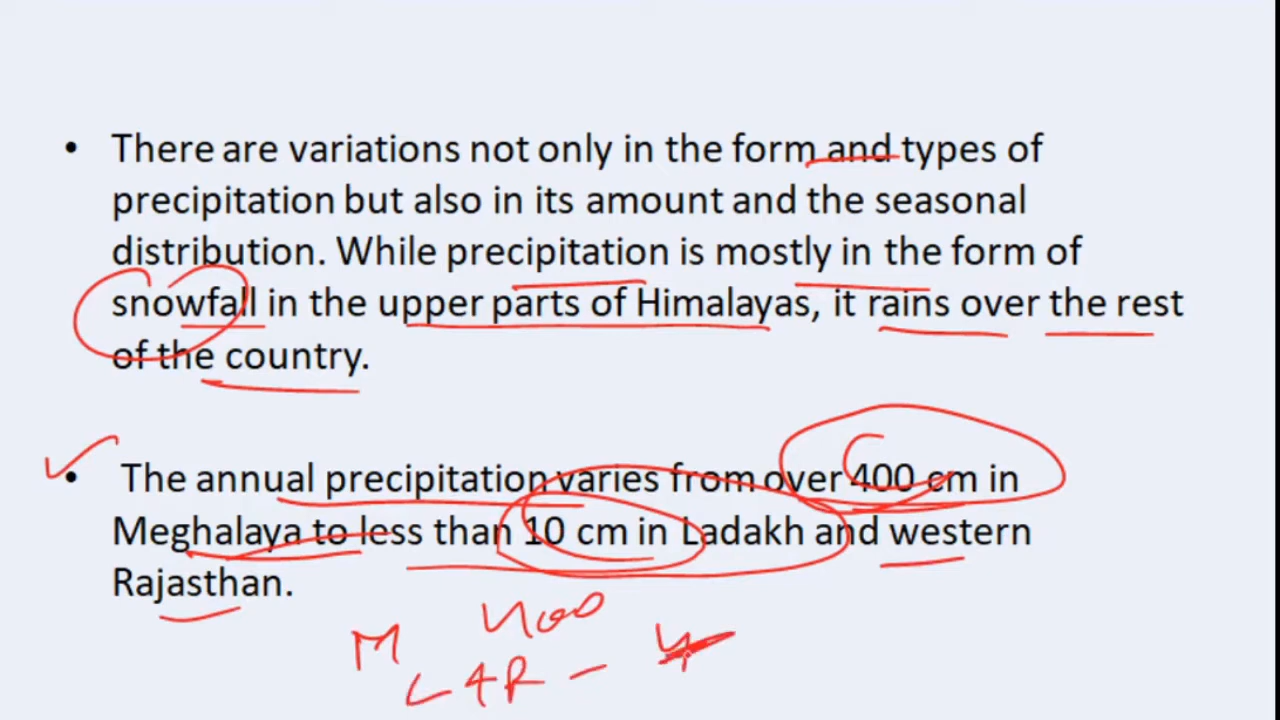 • There are variations not only in the form and types of
precipitation but also in its amount and the seasonal
distribution. While precipitation is mostly in the form of
snowfall in the upper parts of Himalayas, it rains over the rest
of the country.
• The annual precipitation varies from over 400 cm in
Meghalaya to less than 10 cm in Ladakh and western
Rajasthan.
M 400